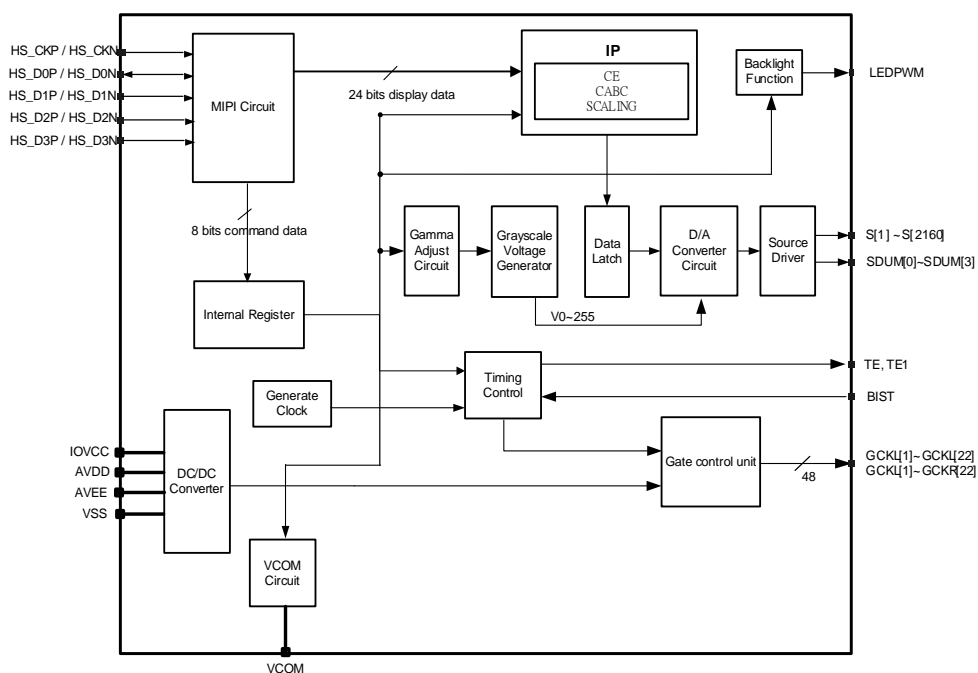 HS_CKP / HS_CKN
HS_D0P / HS_D0N
HS_D1P / HS_D1N
HS_D2P / HS_D2N
HS_D3P / HS_D3N
MIPI Circuit
24 bits display data
IP
CE
CABC
SCALING
Backlight
Function
LEDPWM
8 bits command data
Gamma
Adjust
Circuit
Grayscale
Voltage
Generator
Data
Latch
D/A
Converter
Circuit
Source
Driver
S[1] ~S[2160]
SDUM[0]~SDUM[3]
V0~255
Internal Register
Generate
Clock
Timing
Control
TE, TE1
BIST
IOVCC
AVDD
AVEE
VSS
DC/DC
Converter
Gate control unit
48
GCKL[1]~GCKL[22]
GCKL[1]~GCKR[22]
VCOM
Circuit
VCOM